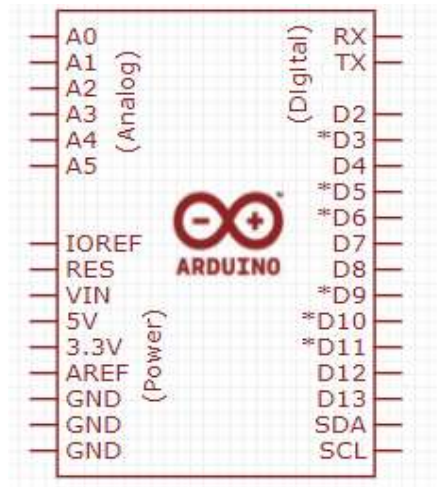 A0
A1
A2
A3
A4
A5
(Analog)
IOREF
RES
VIN
5V
3.3V
AREF
GND
GND
GND
(Power)
ARDUINO
(Digital)
RX
TX
D2
*D3
D4
*D5
*D6
D7
D8
*D9
*D10
*D11
D12
D13
SDA
SCL